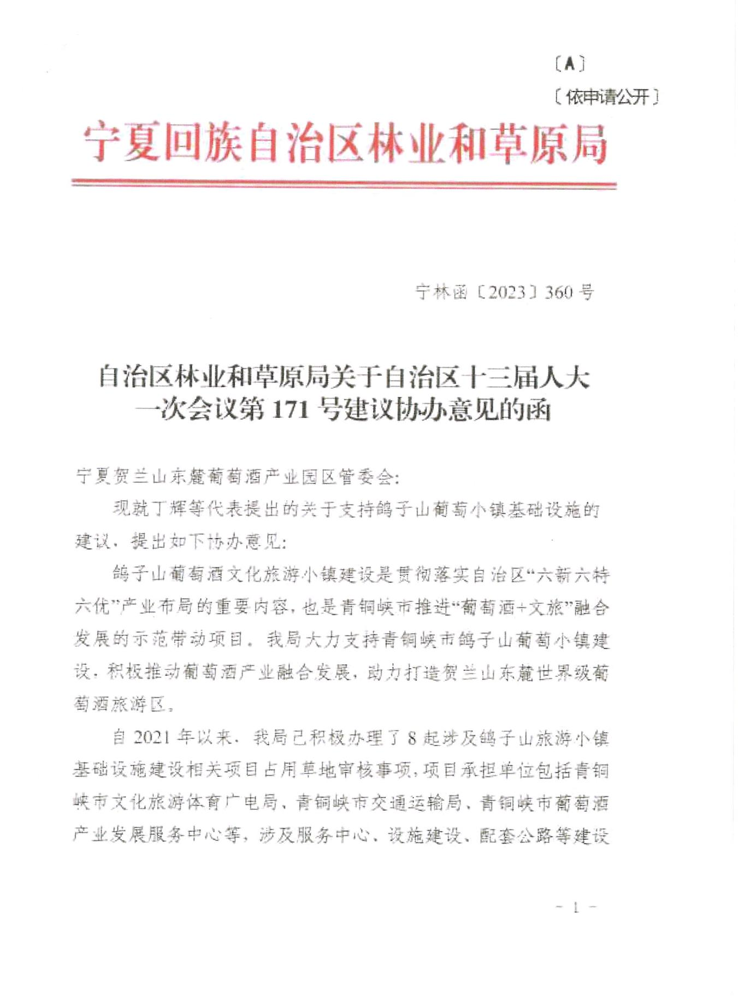 〔A〕
〔依申请公开〕
宁夏回族自治区林业和草原局
宁林函〔2023〕360号
自治区林业和草原局关于自治区十三届人大
一次会议第171号建议协办意见的函
宁夏贺兰山东麓葡萄酒产业园区管委会：
现就丁辉等代表提出的关于支持鸽子山葡萄小镇基础设施的
建议，提出如下协办意见：
鸽子山葡萄酒文化旅游小镇建设是贯彻落实自治区“六新六特
六优”产业布局的重要内容，也是青铜峡市推进“葡萄酒+文旅”融合
发展的示范带动项目。我局大力支持青铜峡市鸽子山葡萄小镇建
设，积极推动葡萄酒产业融合发展，助力打造贺兰山东麓世界级葡
萄酒旅游区。
自2021年以来，我局已积极办理了8起涉及鸽子山旅游小镇
基础设施建设相关项目占用草地审核事项，项目承担单位包括青铜
峡市文化旅游体育广电局、青铜峡市交通运输局、青铜峡市葡萄酒
产业发展服务中心等，涉及服务中心、设施建设、配套公路等建设
- 1 -